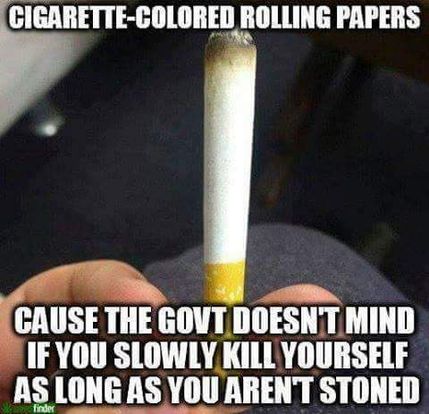 CIGARETTE-COLORED ROLLING PAPERS
CAUSE THE GOVT DOESN'T MIND
IF YOU SLOWLY KILL YOURSELF
AS LONG AS YOU AREN'T STONED
finder